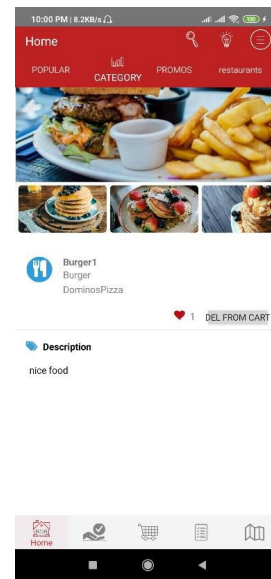 10:00 PM | 8.2KB/s
100
Home
POPULAR
CATEGORY
PROMOS
restaurants
Burger1
Burger
DominosPizza
1
DEL FROM CART
Description
nice food
Home